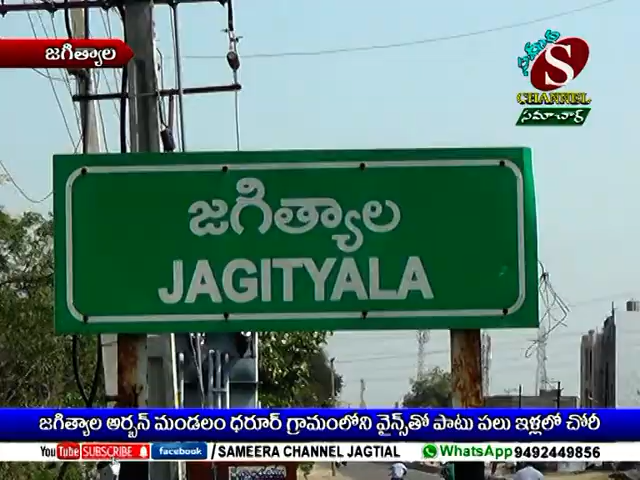 జగిత్యాల
S
CHANNEL
సమాచార్
జగిత్యాల
JAGITYALA
జగిత్యాల అర్బన్ మండలం ధరూర్ గ్రామంలోని వైన్స్‌తో పాటు పలు ఇళ్లలో చోరీ
YouTube SUBSCRIBE facebook /SAMEERA CHANNEL JAGTIAL WhatsApp 9492449856